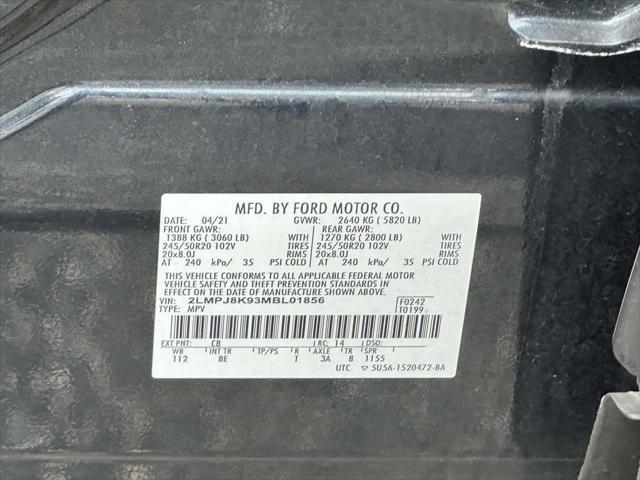 MFD. BY FORD MOTOR CO.
DATE: 04/21 GVWR: 2640 KG ( 5820 LB)
FRONT GAWR: REAR GAWR:
1388 KG ( 3060 LB) WITH 1270 KG ( 2800 LB) WITH
245/50R20 102V TIRES 245/50R20 102V TIRES
20x8.0J RIMS 20x8.0J RIMS
AT 240 kPa/ 35 PSI COLD AT 240 kPa/ 35 PSI COLD
THIS VEHICLE CONFORMS TO ALL APPLICABLE FEDERAL MOTOR
VEHICLE SAFETY AND THEFT PREVENTION STANDARDS IN
EFFECT ON THE DATE OF MANUFACTURE SHOWN ABOVE.
VIN: 2LMPJ8K93MBL01856 F0242
TYPE: MPV T0199
EXT PNT: CB RC: 14 DSO:
WB INT TR TP/PS R AXLE TR SPR
112 BE T 3A B 1155
UTC ▽ 5U5A-1520472-BA